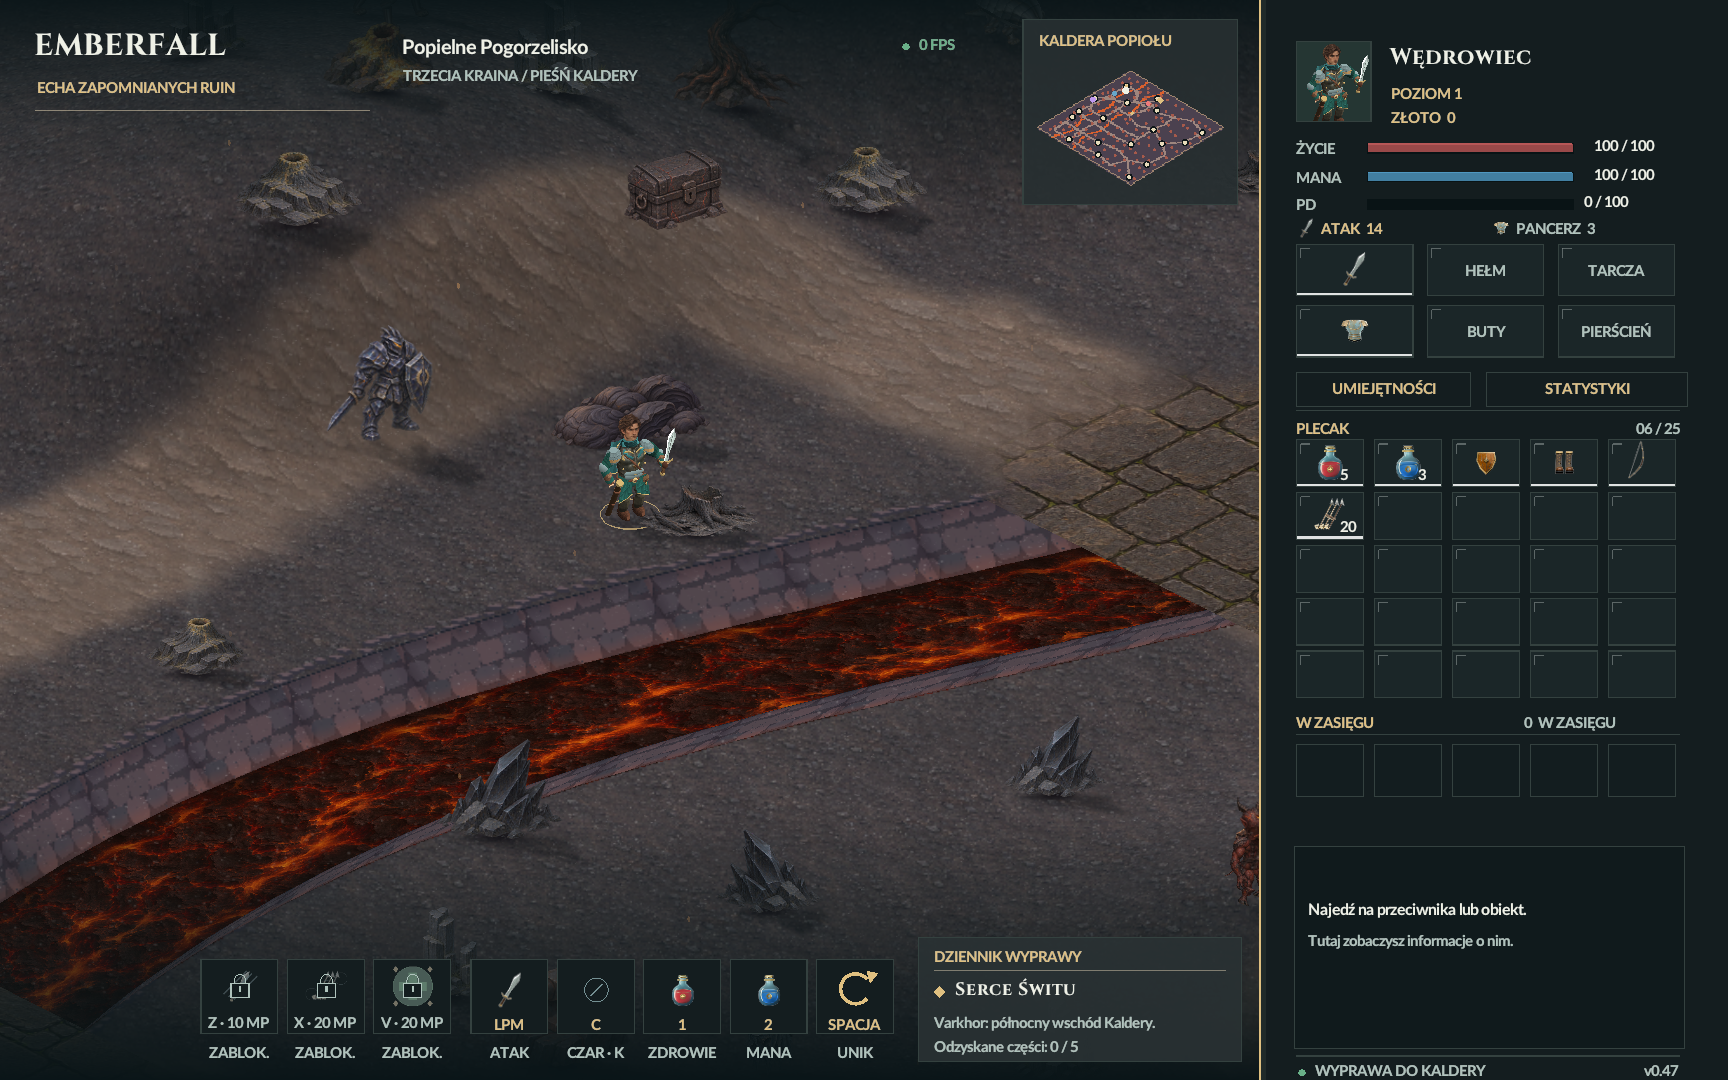 EMBERFALL
ECHA ZAPOMNIANYCH RUIN
Popielne Pogorzelisko
TRZECIA KRAINA / PIEŚŃ KALDERY
0 FPS
KALDERA POPIOŁU
WĘDROWIEC
POZIOM 1
ZŁOTO 0
ŻYCIE 100 / 100
MANA 100 / 100
PD 0 / 100
ATAK 14 PANCERZ 3
HEŁM TARCZA
BUTY PIERŚCIEŃ
UMIEJĘTNOŚCI STATYSTYKI
PLECAK 06 / 25
5 3
20
W ZASIĘGU 0 W ZASIĘGU
Najedź na przeciwnika lub obiekt.
Tutaj zobaczysz informacje o nim.
WYPRAWA DO KALDERY v0.47
Z · 10 MP X · 20 MP V · 20 MP LPM C 1 2 SPACJA
ZABLOK. ZABLOK. ZABLOK. ATAK CZAR · K ZDROWIE MANA UNIK
DZIENNIK WYPRAWY
SERCE ŚWITU
Varkhor: północny wschód Kaldery.
Odzyskane części: 0 / 5